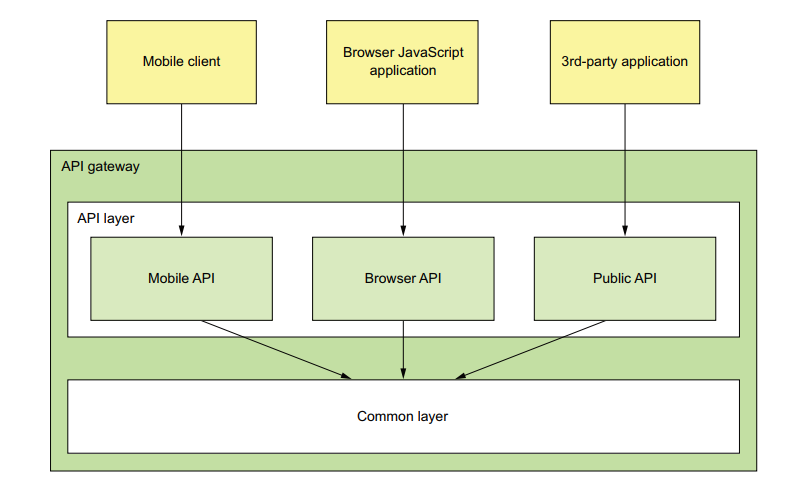 Mobile client
Browser JavaScript
application
3rd-party application
API gateway
API layer
Mobile API
Browser API
Public API
Common layer